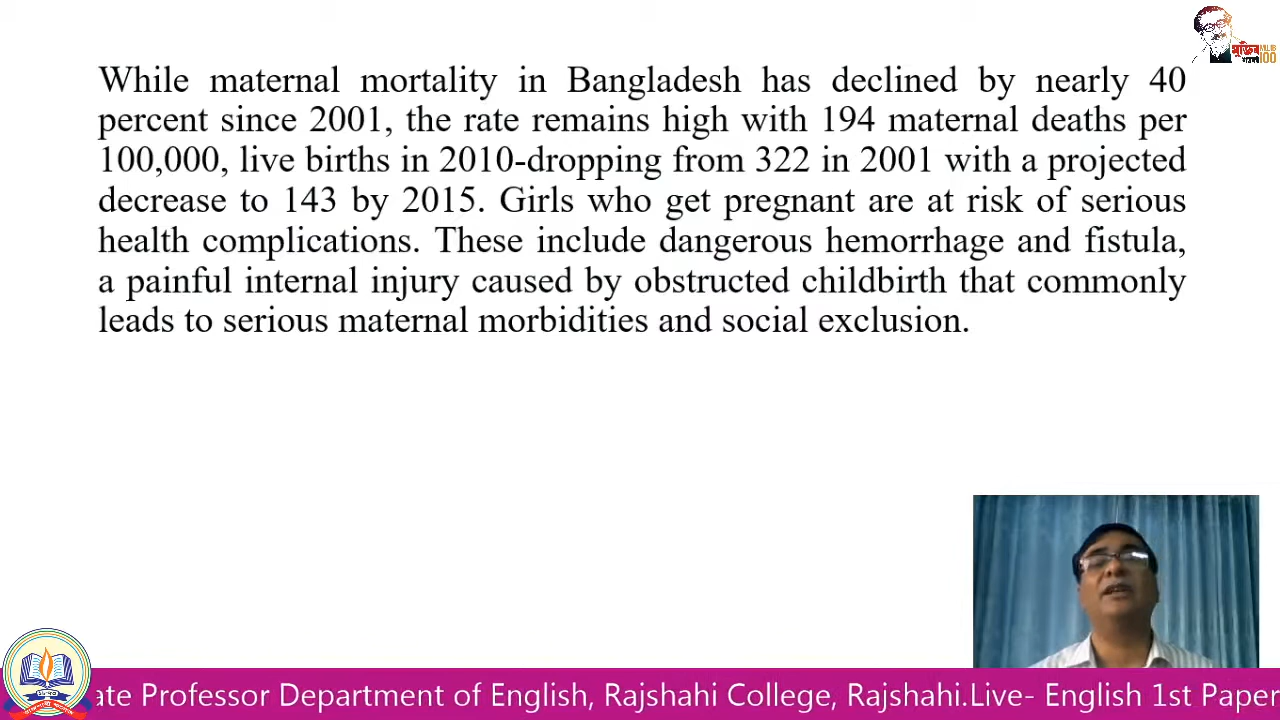 While maternal mortality in Bangladesh has declined by nearly 40
percent since 2001, the rate remains high with 194 maternal deaths per
100,000, live births in 2010-dropping from 322 in 2001 with a projected
decrease to 143 by 2015. Girls who get pregnant are at risk of serious
health complications. These include dangerous hemorrhage and fistula,
a painful internal injury caused by obstructed childbirth that commonly
leads to serious maternal morbidities and social exclusion.
ate Professor Department of English, Rajshahi College, Rajshahi.Live- English 1st Paper
100